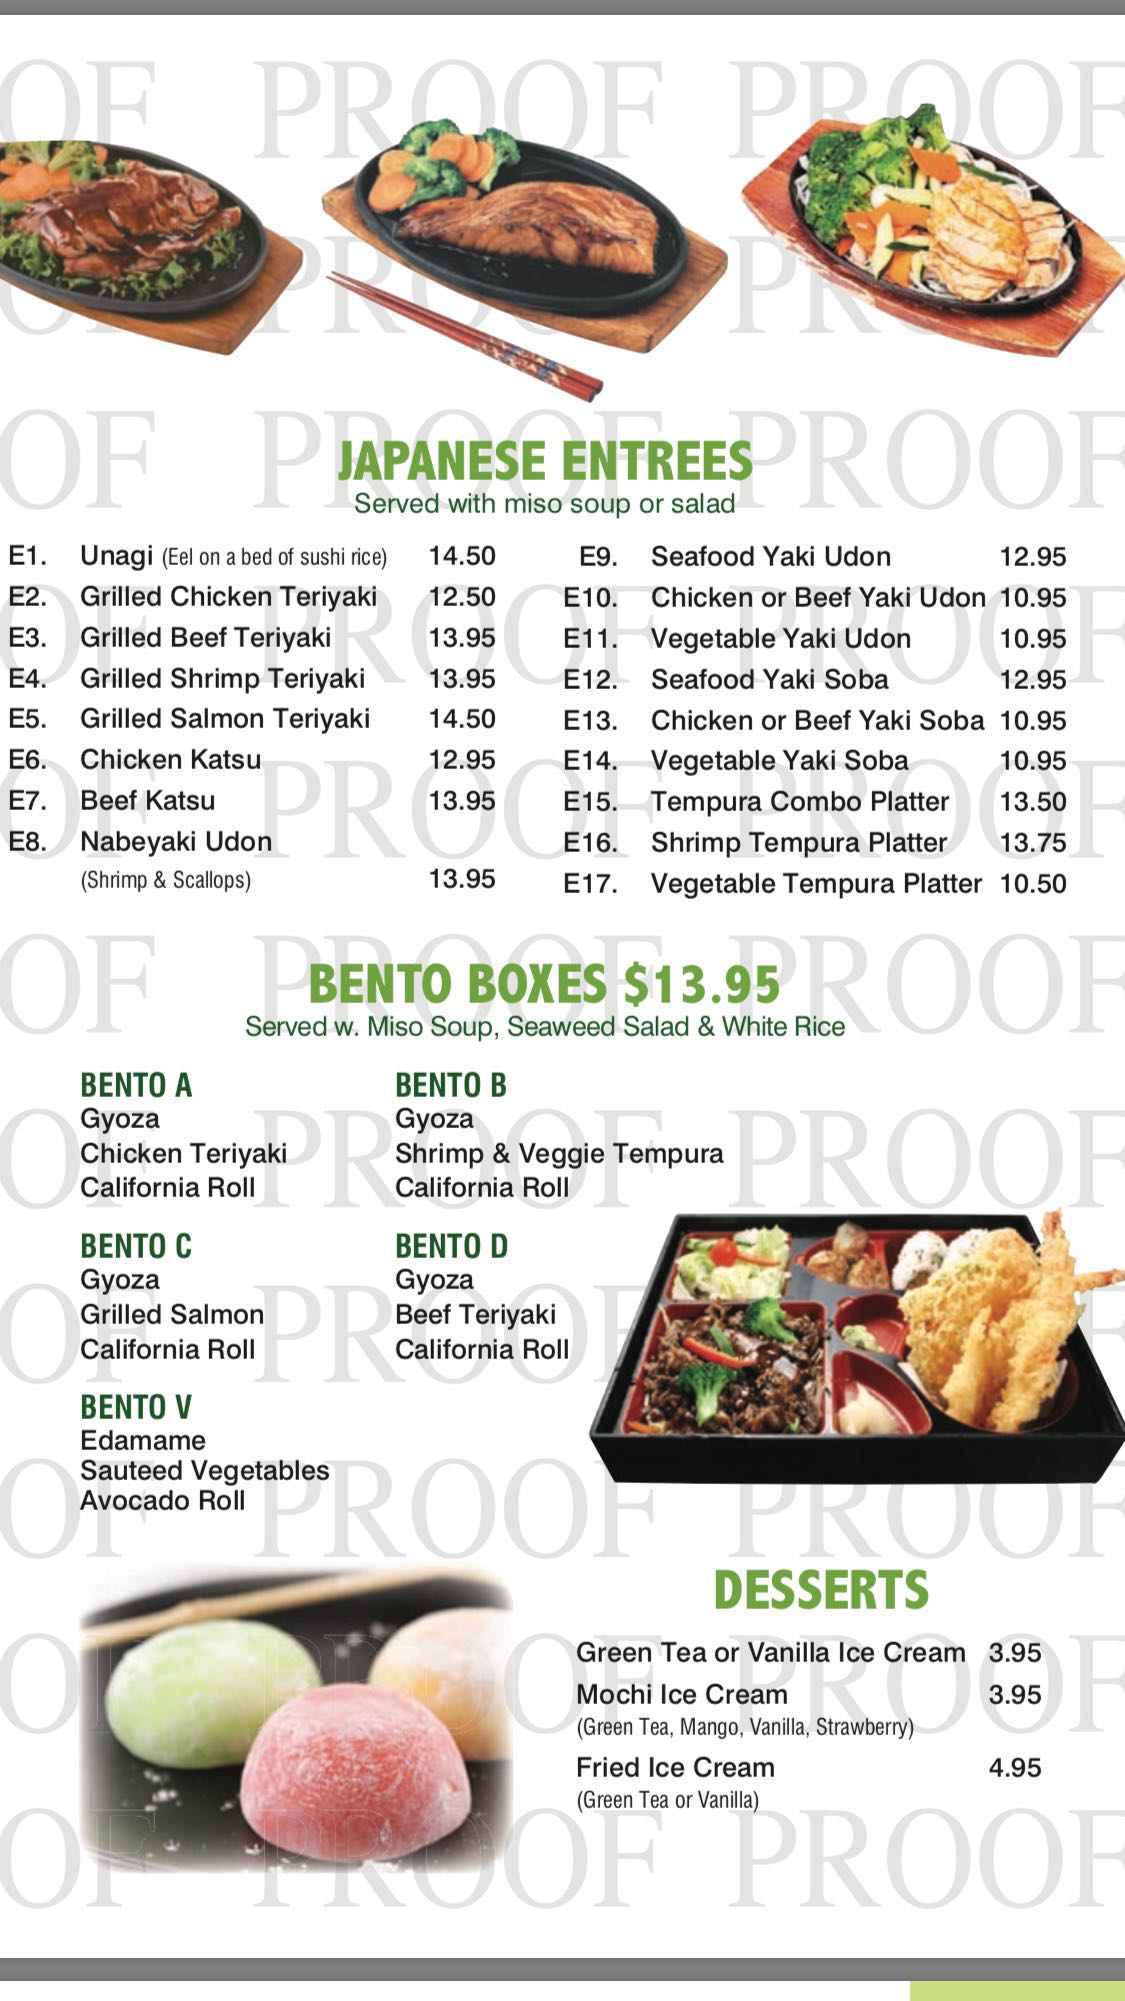 PROOF PROOF PROOF
PROOF PROOF PROOF
PROOF PROOF PROOF
JAPANESE ENTREES
Served with miso soup or salad
E1. Unagi (Eel on a bed of sushi rice) 14.50
E2. Grilled Chicken Teriyaki 12.50
E3. Grilled Beef Teriyaki 13.95
E4. Grilled Shrimp Teriyaki 13.95
E5. Grilled Salmon Teriyaki 14.50
E6. Chicken Katsu 12.95
E7. Beef Katsu 13.95
E8. Nabeyaki Udon
(Shrimp & Scallops) 13.95
E9. Seafood Yaki Udon 12.95
E10. Chicken or Beef Yaki Udon 10.95
E11. Vegetable Yaki Udon 10.95
E12. Seafood Yaki Soba 12.95
E13. Chicken or Beef Yaki Soba 10.95
E14. Vegetable Yaki Soba 10.95
E15. Tempura Combo Platter 13.50
E16. Shrimp Tempura Platter 13.75
E17. Vegetable Tempura Platter 10.50
BENTO BOXES $13.95
Served w. Miso Soup, Seaweed Salad & White Rice
BENTO A
Gyoza
Chicken Teriyaki
California Roll
BENTO B
Gyoza
Shrimp & Veggie Tempura
California Roll
BENTO C
Gyoza
Grilled Salmon
California Roll
BENTO D
Gyoza
Beef Teriyaki
California Roll
BENTO V
Edamame
Sauteed Vegetables
Avocado Roll
DESSERTS
Green Tea or Vanilla Ice Cream 3.95
Mochi Ice Cream 3.95
(Green Tea, Mango, Vanilla, Strawberry)
Fried Ice Cream 4.95
(Green Tea or Vanilla)